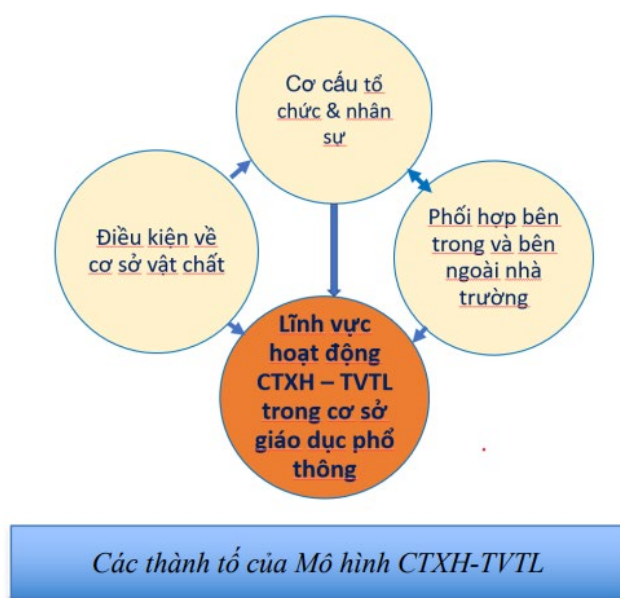 Cơ cấu tổ
chức & nhân
sự
Điều kiện về
cơ sở vật chất
Phối hợp bên
trong và bên
ngoài nhà
trường
Lĩnh vực
hoạt động
CTXH – TVTL
trong cơ sở
giáo dục phổ
thông
Các thành tố của Mô hình CTXH-TVTL